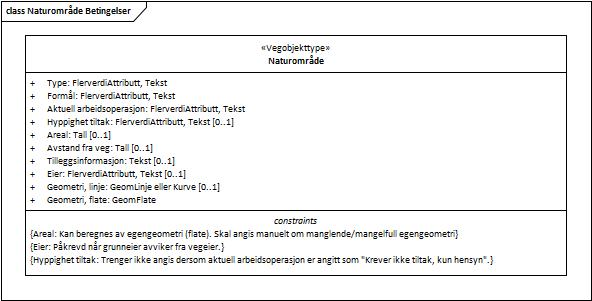 class Naturområde Betingelser
«Vegobjekttype»
Naturområde
+ Type: FlerverdiAttributt, Tekst
+ Formål: FlerverdiAttributt, Tekst
+ Aktuell arbeidsoperasjon: FlerverdiAttributt, Tekst
+ Hyppighet tiltak: FlerverdiAttributt, Tekst [0..1]
+ Areal: Tall [0..1]
+ Avstand fra veg: Tall [0..1]
+ Tilleggsinformasjon: Tekst [0..1]
+ Eier: FlerverdiAttributt, Tekst [0..1]
+ Geometri, linje: GeomLinje eller Kurve [0..1]
+ Geometri, flate: GeomFlate
constraints
{Areal: Kan beregnes av egengeometri (flate). Skal angis manuelt om manglende/mangelfull egengeometri}
{Eier: Påkrevd når grunneier avviker fra vegeier.}
{Hyppighet tiltak: Trenger ikke angis dersom aktuell arbeidsoperasjon er angitt som "Krever ikke tiltak, kun hensyn".}